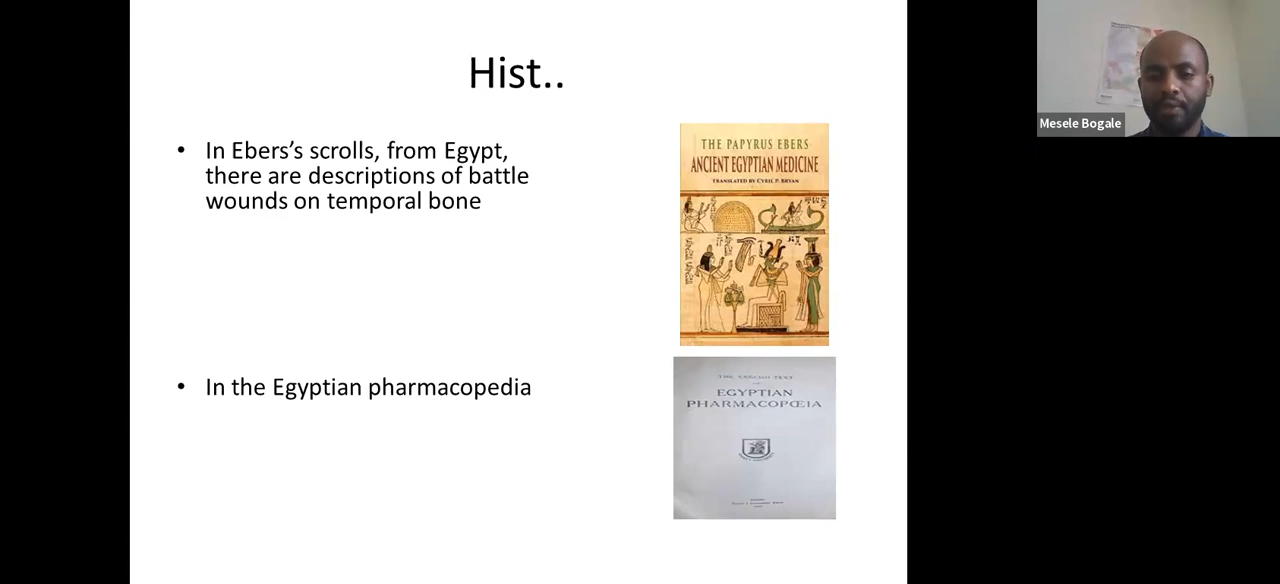 Hist..
• In Ebers’s scrolls, from Egypt,
there are descriptions of battle
wounds on temporal bone
• In the Egyptian pharmacopedia
THE PAPYRUS EBERS
ANCIENT EGYPTIAN MEDICINE
TRANSLATED BY CYRIL P. BRYAN
EGYPTIAN
PHARMACOPŒIA
Mesele Bogale